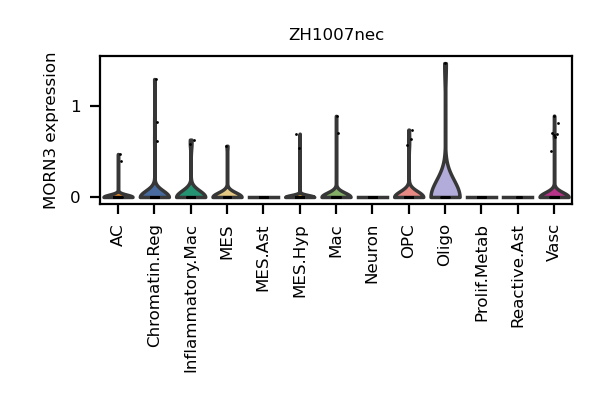 ZH1007nec
MORN3 expression
1
0
AC
Chromatin.Reg
Inflammatory.Mac
MES
MES.Ast
MES.Hyp
Mac
Neuron
OPC
Oligo
Prolif.Metab
Reactive.Ast
Vasc